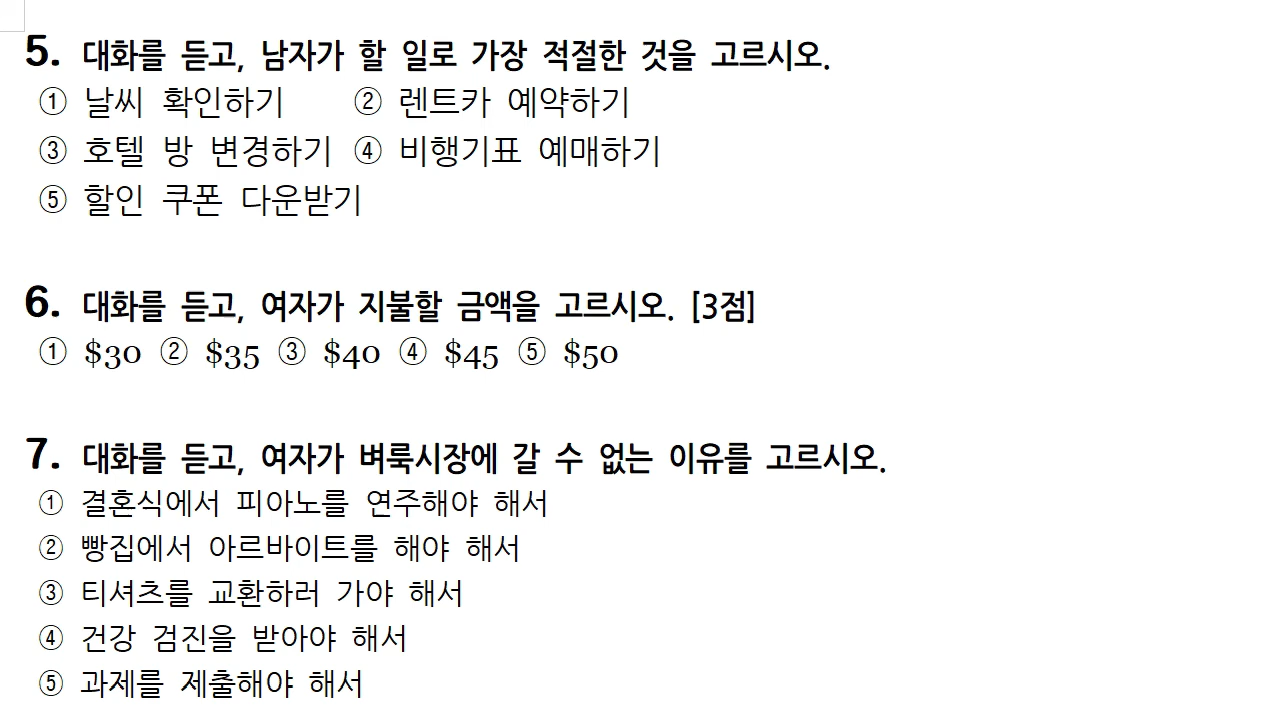 5. 대화를 듣고, 남자가 할 일로 가장 적절한 것을 고르시오.
① 날씨 확인하기 ② 렌트카 예약하기
③ 호텔 방 변경하기 ④ 비행기표 예매하기
⑤ 할인 쿠폰 다운받기
6. 대화를 듣고, 여자가 지불할 금액을 고르시오. [3점]
① $30 ② $35 ③ $40 ④ $45 ⑤ $50
7. 대화를 듣고, 여자가 벼룩시장에 갈 수 없는 이유를 고르시오.
① 결혼식에서 피아노를 연주해야 해서
② 빵집에서 아르바이트를 해야 해서
③ 티셔츠를 교환하러 가야 해서
④ 건강 검진을 받아야 해서
⑤ 과제를 제출해야 해서